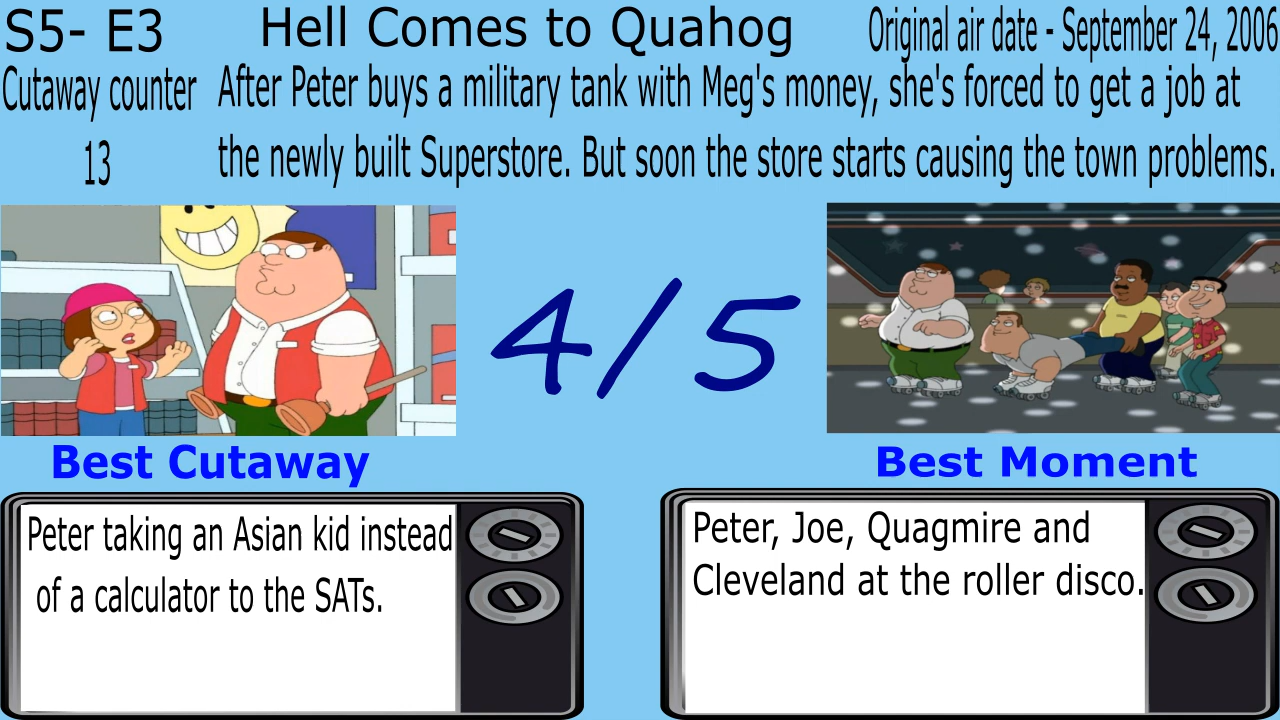 S5- E3
Hell Comes to Quahog
Original air date - September 24, 2006
Cutaway counter
13
After Peter buys a military tank with Meg's money, she's forced to get a job at
the newly built Superstore. But soon the store starts causing the town problems.
4/5
Best Cutaway
Best Moment
Peter taking an Asian kid instead
of a calculator to the SATs.
Peter, Joe, Quagmire and
Cleveland at the roller disco.